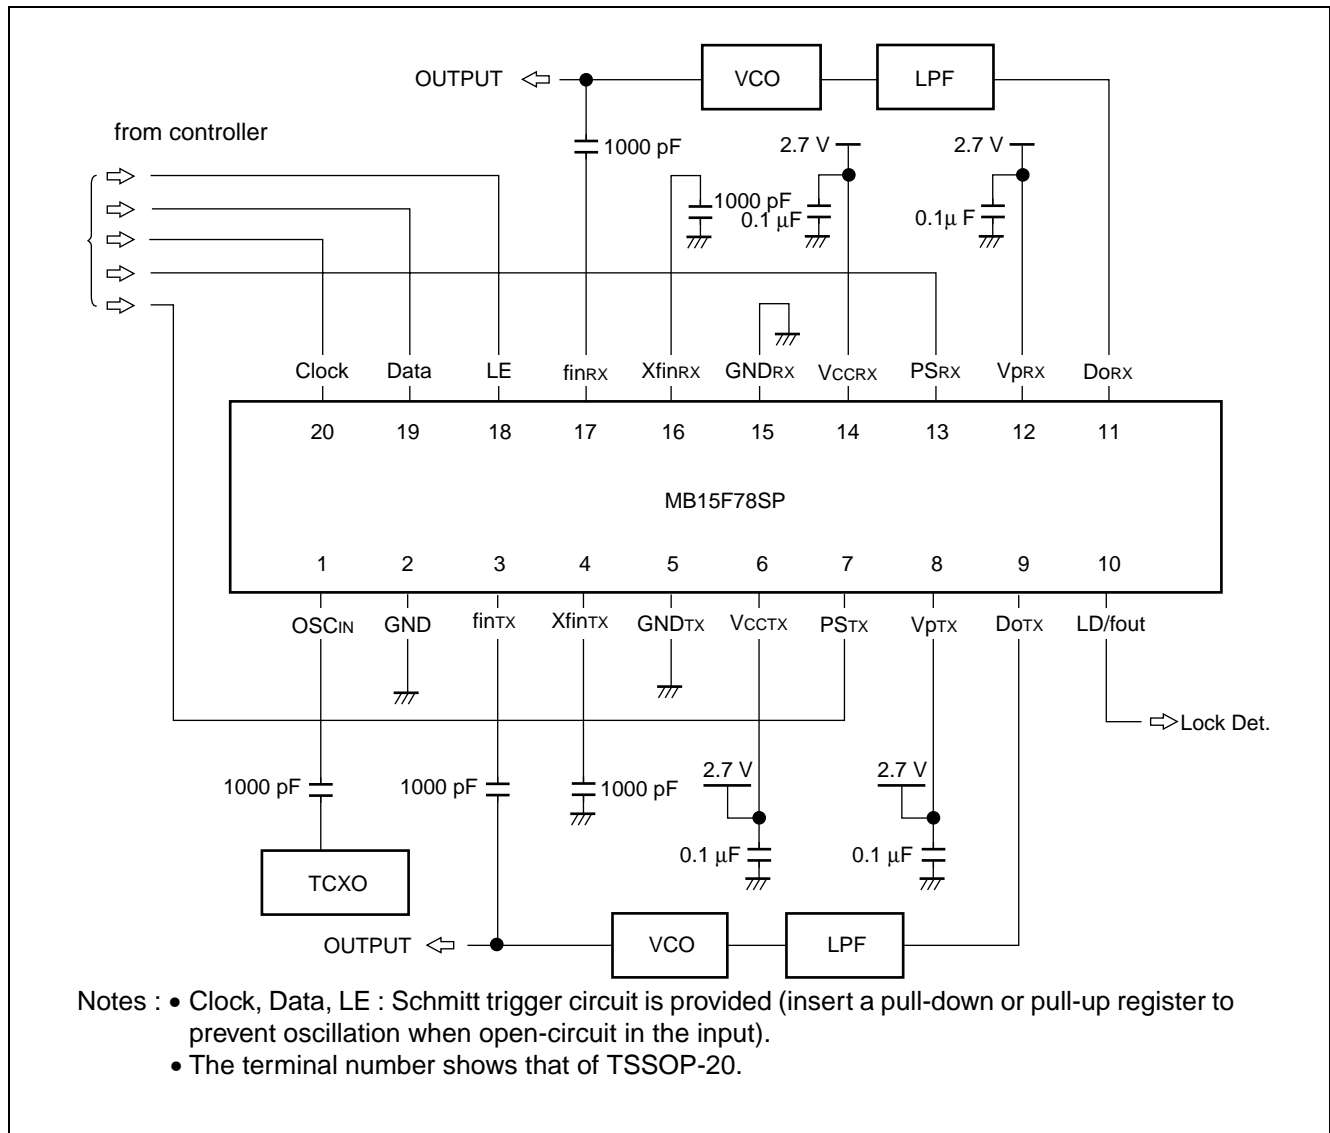 OUTPUT
VCO
LPF
from controller
1000 pF
2.7 V
2.7 V
1000 pF
0.1 μF
0.1μ F
Clock Data LE finRX XfinRX GNDRX VCCRX PSRX VpRX DoRX
20 19 18 17 16 15 14 13 12 11
MB15F78SP
1 2 3 4 5 6 7 8 9 10
OSCIN GND finTX XfinTX GNDTX VCCTX PSTX VpTX DoTX LD/fout
Lock Det.
1000 pF
1000 pF
1000 pF
2.7 V
2.7 V
0.1 μF
0.1 μF
TCXO
OUTPUT
VCO
LPF
Notes : • Clock, Data, LE : Schmitt trigger circuit is provided (insert a pull-down or pull-up register to
prevent oscillation when open-circuit in the input).
• The terminal number shows that of TSSOP-20.